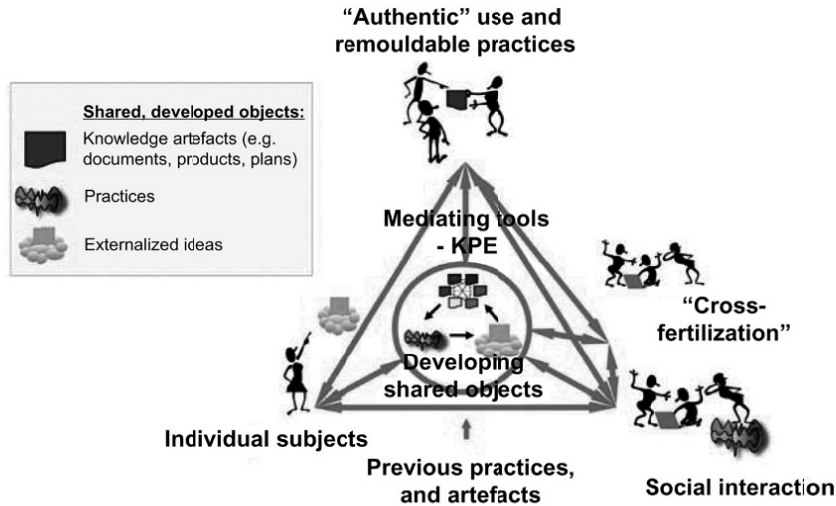 “Authentic” use and
remouldable practices
Shared, developed objects:
Knowledge artefacts (e.g.
documents, products, plans)
Practices
Externalized ideas
Mediating tools
- KPE
“Cross-
fertilization”
Developing
shared objects
Individual subjects
Previous practices,
and artefacts
Social interaction